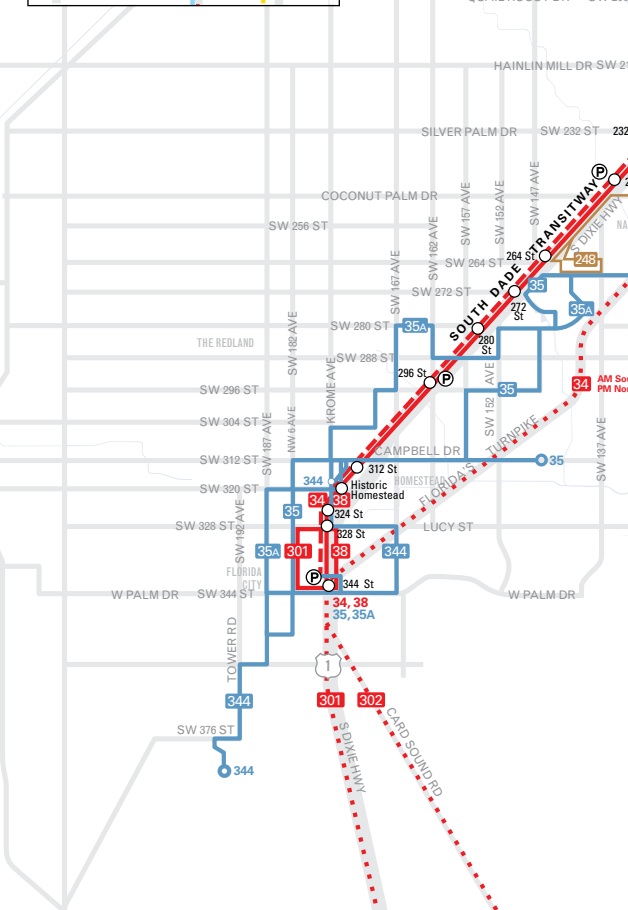 HAINLIN MILL DR
SILVER PALM DR
SW 232 ST
232
P
COCONUT PALM DR
SW 147 AVE
SW 152 AVE
SW 157 AVE
SW 162 AVE
SW 167 AVE
SOUTH DADE TRANSITWAY
S DIXIE HWY
SW 256 ST
264 St
SW 264 ST
248
SW 272 ST
35
272
St
35A
SW 280 ST
35A
280
St
THE REDLAND
SW 182 AVE
KROME AVE
SW 288 ST
296 St
P
34
SW 296 ST
35
SW 152 AVE
SW 304 ST
NW 6 AVE
SW 187 AVE
FLORIDA'S TURNPIKE
SW 137 AVE
CAMPBELL DR
SW 312 ST
35
312 St
SW 320 ST
344
HOMESTEAD
Historic
Homestead
34
38
324 St
35
SW 328 ST
SW 192 AVE
328 St
LUCY ST
35A
301
38
344
FLORIDA
CITY
P
344 St
W PALM DR
SW 344 ST
W PALM DR
34, 38
35, 35A
TOWER RD
1
344
301
302
SW 376 ST
S DIXIE HWY
CARD SOUND RD
344